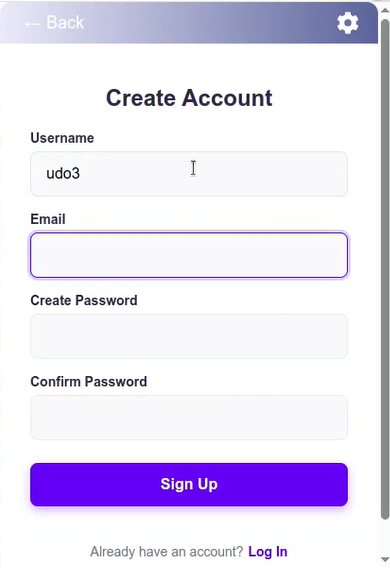 ← Back
Create Account
Username
udo3
Email
Create Password
Confirm Password
Sign Up
Already have an account? Log In